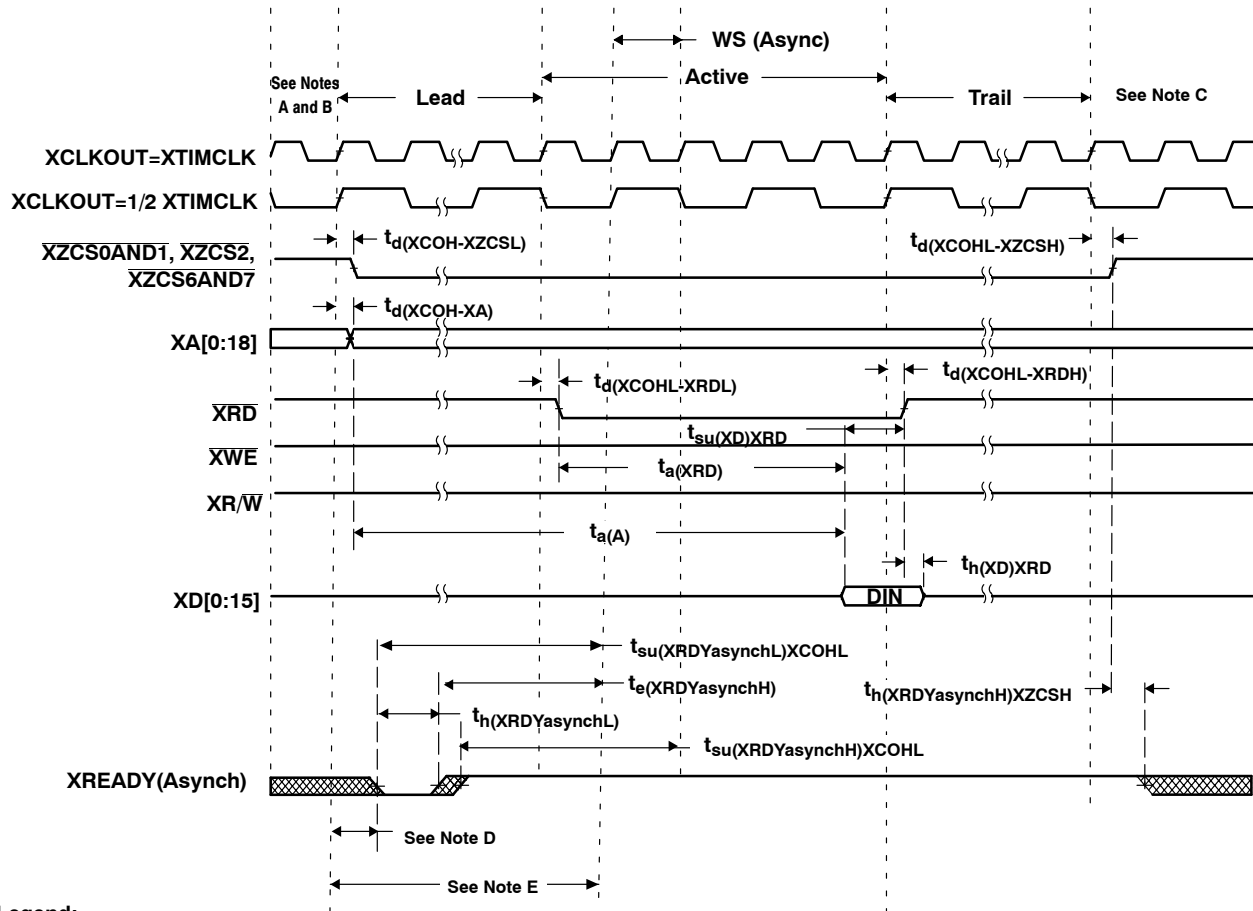 WS (Async)
Active
See Notes
A and B
Lead
Trail
See Note C
XCLKOUT=XTIMCLK
XCLKOUT=1/2 XTIMCLK
td(XCOH-XZCSL)
td(XCOHL-XZCSH)
XZCS0AND1, XZCS2,
XZCS6AND7
td(XCOH-XA)
XA[0:18]
td(XCOHL-XRDL)
td(XCOHL-XRDH)
XRD
tsu(XD)XRD
XWE
ta(XRD)
XR/W
ta(A)
th(XD)XRD
XD[0:15]
DIN
tsu(XRDYasynchL)XCOHL
te(XRDYasynchH)
th(XRDYasynchH)XZCSH
th(XRDYasynchL)
tsu(XRDYasynchH)XCOHL
XREADY(Asynch)
See Note D
See Note E